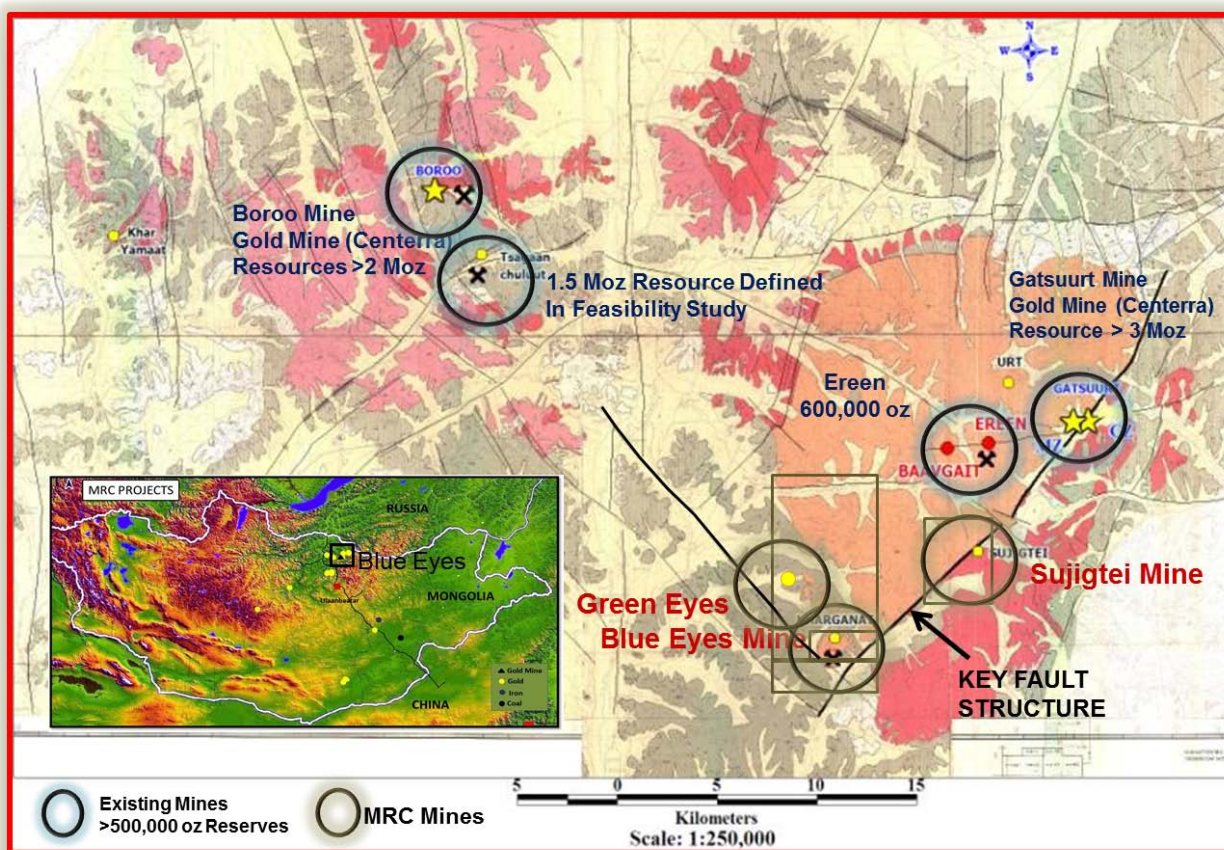 N
W E
S
BOROO
Boroo Mine
Gold Mine (Centerra)
Resources >2 Moz
Khar
Yamaat
Tsagaan
chuluut
1.5 Moz Resource Defined
In Feasibility Study
Gatsuurt Mine
Gold Mine (Centerra)
Resource > 3 Moz
URT
GATSUURT
Ereen
600,000 oz
EREEN
BAAVGAIT
CZ
SUJIGTEI
Sujigtei Mine
Green Eyes
Blue Eyes Mine
KEY FAULT
STRUCTURE
MRC PROJECTS
RUSSIA
Blue Eyes
Ulaanbaatar
MONGOLIA
CHINA
Gold Mine
Gold
Iron
Coal
Existing Mines
>500,000 oz Reserves
MRC Mines
5 0 5 10 15
Kilometers
Scale: 1:250,000